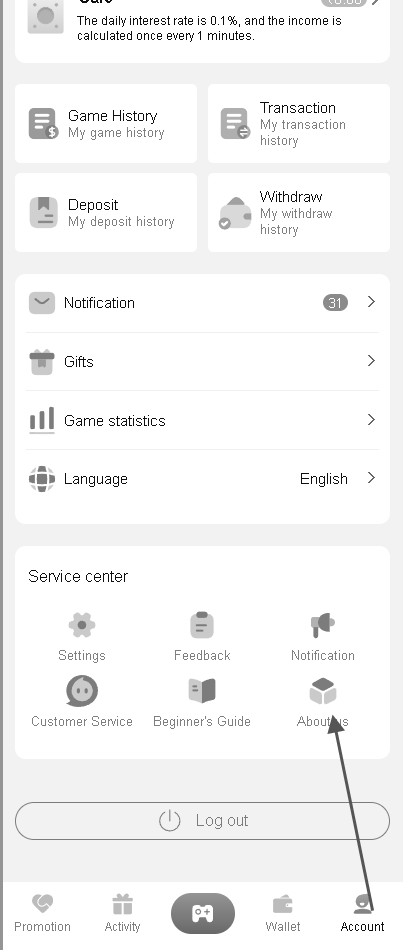 The daily interest rate is 0.1%, and the income is
calculated once every 1 minutes.
Game History
My game history
Transaction
My transaction
history
Deposit
My deposit history
Withdraw
My withdraw
history
Notification
31
Gifts
Game statistics
Language
English
Service center
Settings
Feedback
Notification
Customer Service
Beginner's Guide
About us
Log out
Promotion
Activity
Wallet
Account